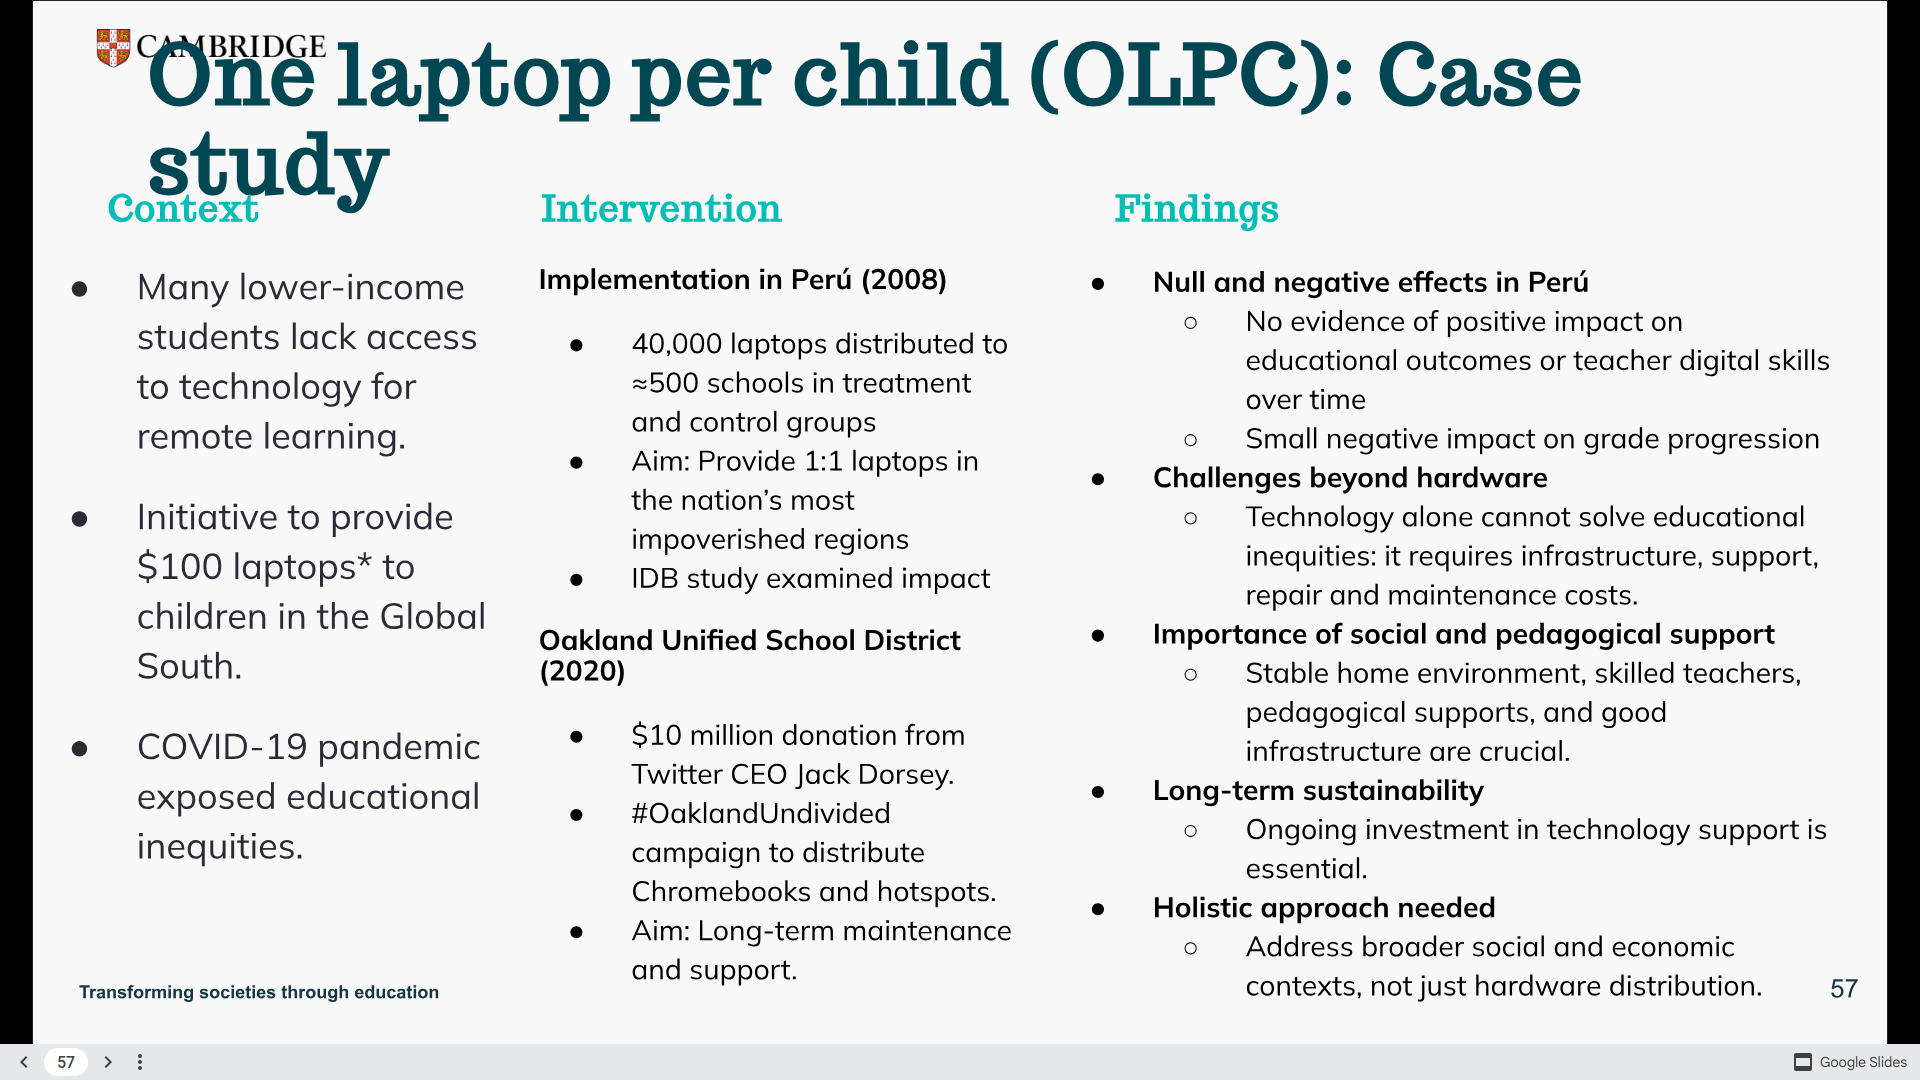 CAMBRIDGE
One laptop per child (OLPC): Case
study
Context
Many lower-income
students lack access
to technology for
remote learning.
Initiative to provide
$100 laptops* to
children in the Global
South.
COVID-19 pandemic
exposed educational
inequities.
Intervention
Implementation in Perú (2008)
40,000 laptops distributed to
≈500 schools in treatment
and control groups
Aim: Provide 1:1 laptops in
the nation’s most
impoverished regions
IDB study examined impact
Oakland Unified School District
(2020)
$10 million donation from
Twitter CEO Jack Dorsey.
#OaklandUndivided
campaign to distribute
Chromebooks and hotspots.
Aim: Long-term maintenance
and support.
Findings
Null and negative effects in Perú
No evidence of positive impact on
educational outcomes or teacher digital skills
over time
Small negative impact on grade progression
Challenges beyond hardware
Technology alone cannot solve educational
inequities: it requires infrastructure, support,
repair and maintenance costs.
Importance of social and pedagogical support
Stable home environment, skilled teachers,
pedagogical supports, and good
infrastructure are crucial.
Long-term sustainability
Ongoing investment in technology support is
essential.
Holistic approach needed
Address broader social and economic
contexts, not just hardware distribution.
Transforming societies through education
57
57
Google Slides